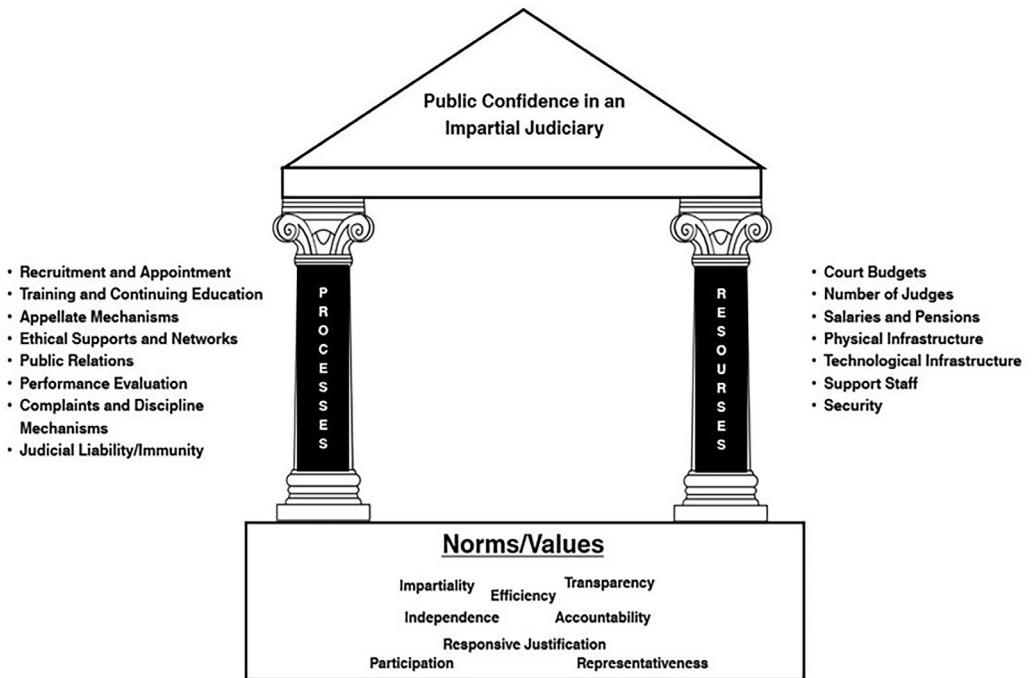 Public Confidence in an
Impartial Judiciary
• Recruitment and Appointment
• Training and Continuing Education
• Appellate Mechanisms
• Ethical Supports and Networks
• Public Relations
• Performance Evaluation
• Complaints and Discipline
Mechanisms
• Judicial Liability/Immunity
PROCESSES
RESOURSES
• Court Budgets
• Number of Judges
• Salaries and Pensions
• Physical Infrastructure
• Technological Infrastructure
• Support Staff
• Security
Norms/Values
Impartiality Efficiency Transparency
Independence Accountability
Responsive Justification
Participation Representativeness